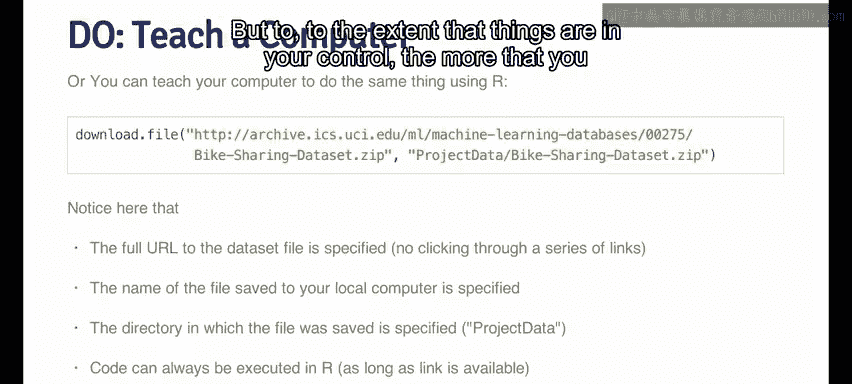 DO: Teach a Computer
But to, to the extent that things are in
your control, the more that you
Or You can teach your computer to do the same thing using R:
download.file("http://archive.ics.uci.edu/ml/machine-learning-databases/00275/
Bike-Sharing-Dataset.zip", "ProjectData/Bike-Sharing-Dataset.zip")
Notice here that
· The full URL to the dataset file is specified (no clicking through a series of links)
· The name of the file saved to your local computer is specified
· The directory in which the file was saved is specified ("ProjectData")
· Code can always be executed in R (as long as link is available)